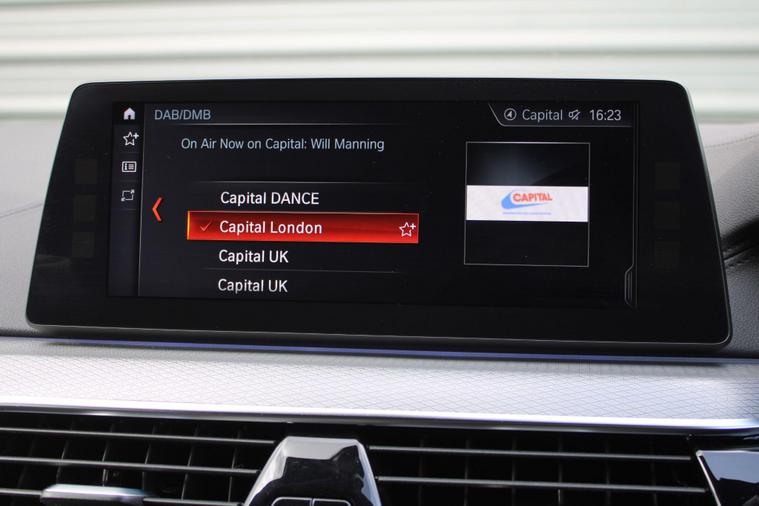 DAB/DMB
Capital 16:23
On Air Now on Capital: Will Manning
Capital DANCE
Capital London
Capital UK
Capital UK
CAPITAL